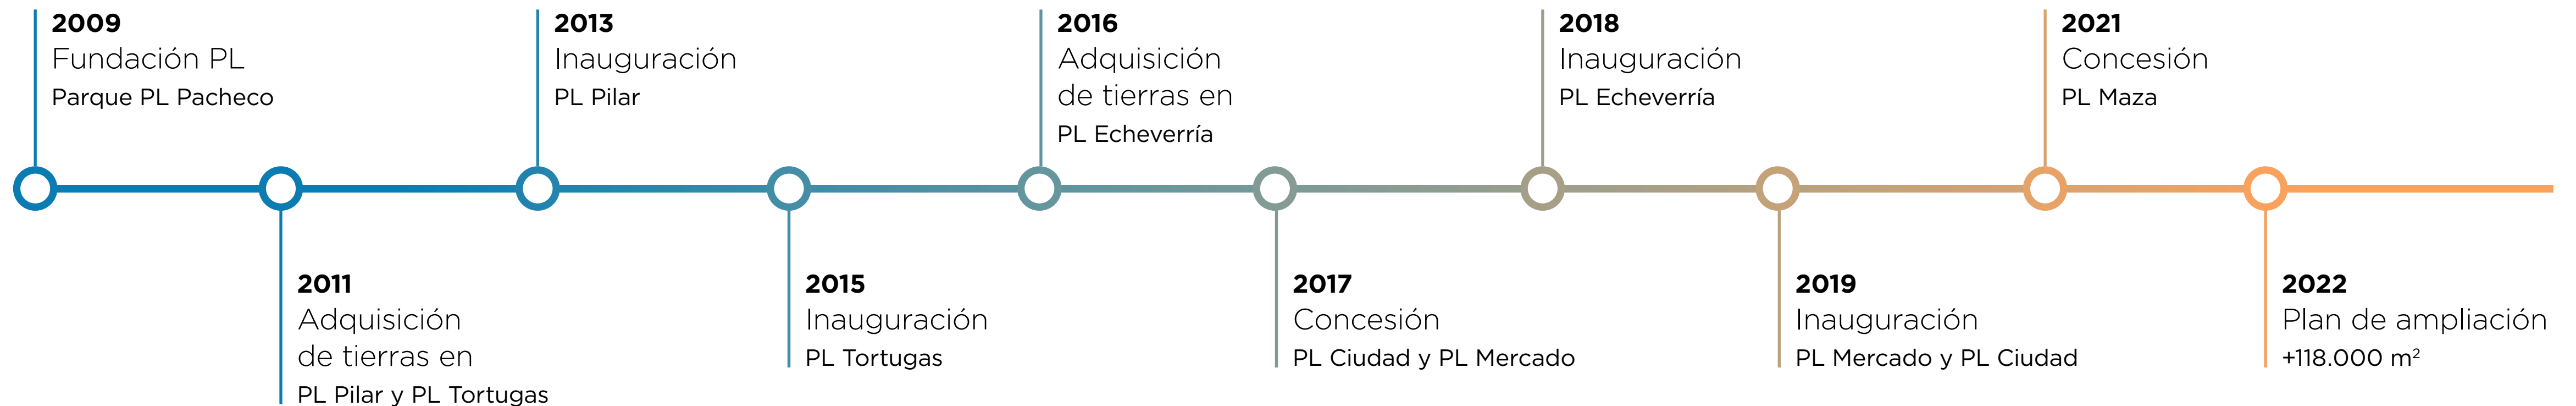 2009
Fundación PL
Parque PL Pacheco
2011
Adquisición
de tierras en
PL Pilar y PL Tortugas
2013
Inauguración
PL Pilar
2015
Inauguración
PL Tortugas
2016
Adquisición
de tierras en
PL Echeverría
2017
Concesión
PL Ciudad y PL Mercado
2018
Inauguración
PL Echeverría
2019
Inauguración
PL Mercado y PL Ciudad
2021
Concesión
PL Maza
2022
Plan de ampliación
+118.000 m²